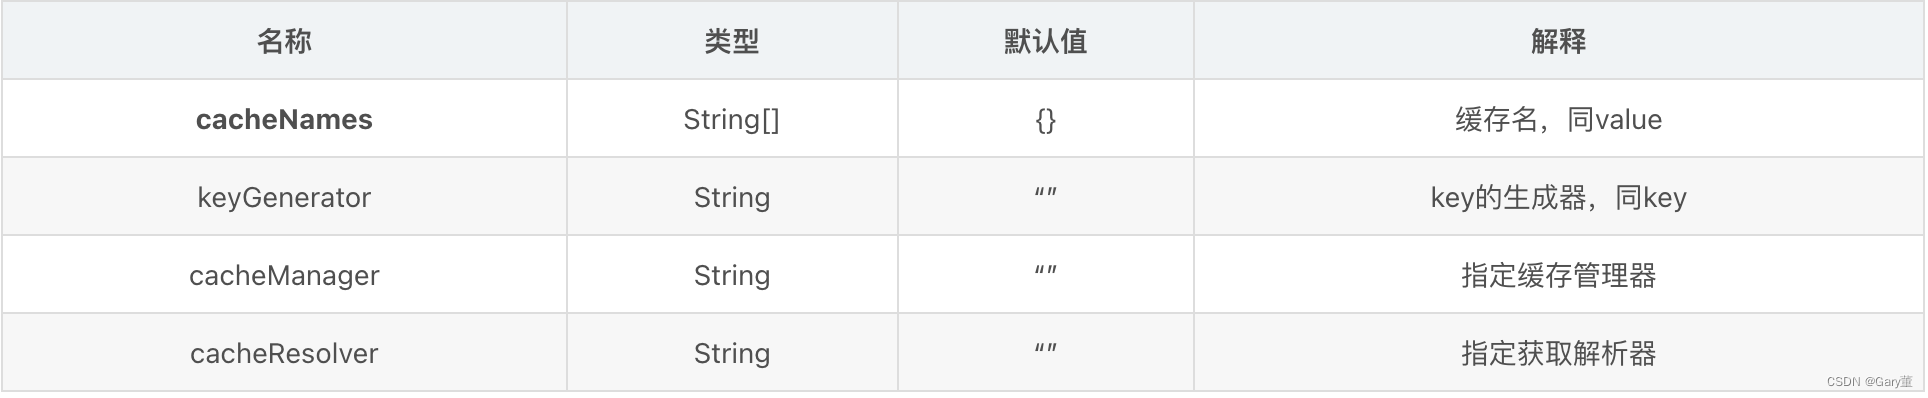 名称 类型 默认值 解释
cacheNames String[] {} 缓存名，同value
keyGenerator String “” key的生成器，同key
cacheManager String “” 指定缓存管理器
cacheResolver String “” 指定获取解析器
CSDN @Gary董